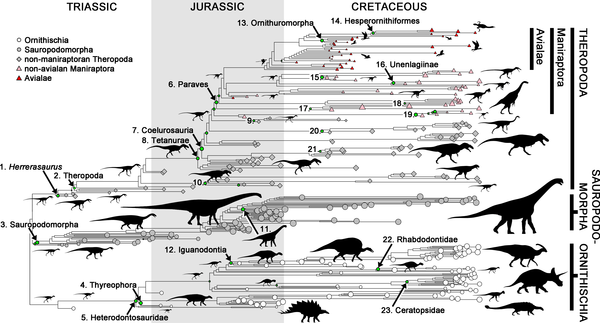 TRIASSIC
JURASSIC
CRETACEOUS
Ornithischia
Sauropodomorpha
non-maniraptoran Theropoda
non-avialan Maniraptora
Avialae
13. Ornithuromorpha
14. Hesperornithiformes
15
16. Unenlagiinae
6. Paraves
17
18
19
9
20
7. Coelurosauria
8. Tetanurae
21
1. Herrerasaurus
2. Theropoda
10
3. Sauropodomorpha
11.
12. Iguanodontia
22. Rhabdodontidae
4. Thyreophora
23. Ceratopsidae
5. Heterodontosauridae
Avialae
Maniraptora
THEROPODA
SAUROPODO-
MORPHA
ORNITHISCHIA